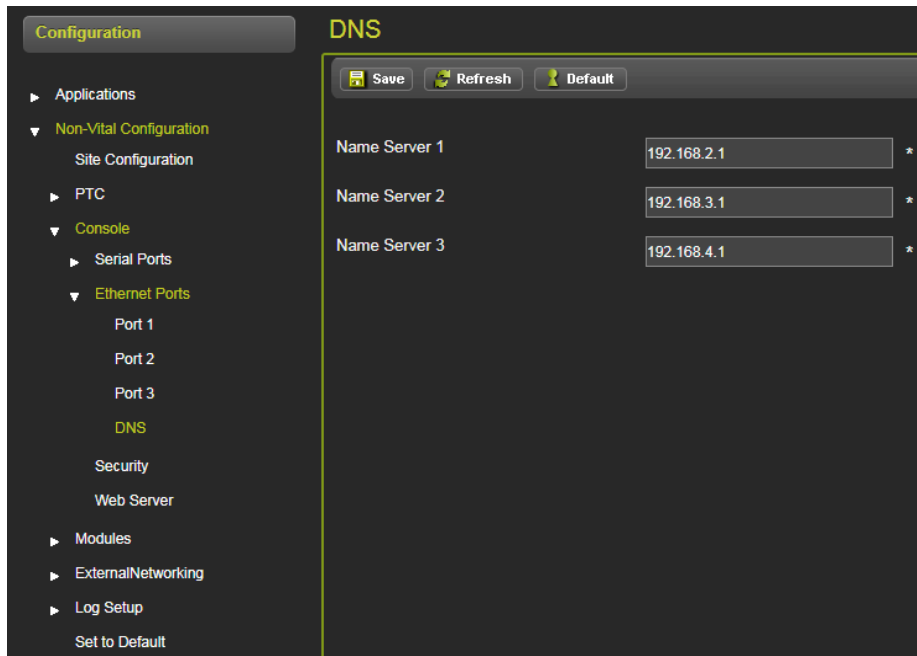 Configuration
Applications
Non-Vital Configuration
Site Configuration
PTC
Console
Serial Ports
Ethernet Ports
Port 1
Port 2
Port 3
DNS
Security
Web Server
Modules
ExternalNetworking
Log Setup
Set to Default
DNS
Save Refresh Default
Name Server 1 192.168.2.1 *
Name Server 2 192.168.3.1 *
Name Server 3 192.168.4.1 *